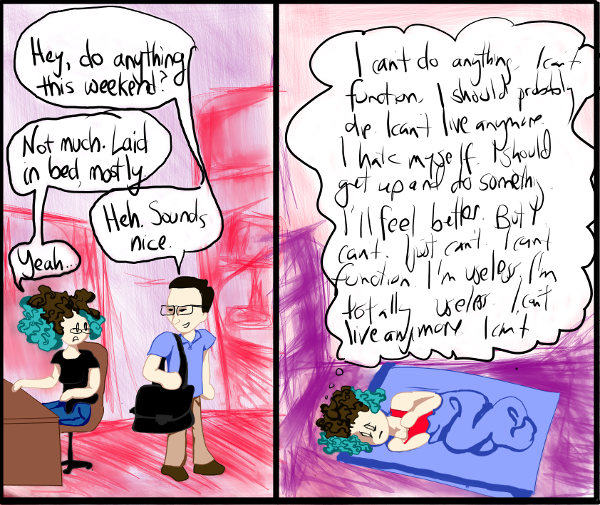 Hey, do anything
this weekend?
Not much. Laid
in bed, mostly
Heh. Sounds
nice.
Yeah..
I can't do anything. I can't
function. I should probably
die. I can't live anymore.
I hate myself. I should
get up and do something.
I'll feel better. But I
can't. I just can't. I can't
function. I'm useless. I'm
totally useless. I can't
live anymore. I can't